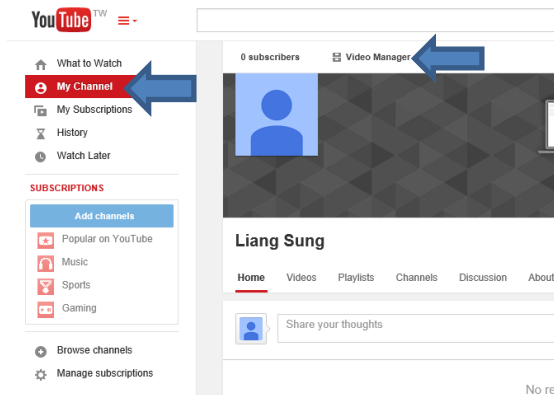 YouTube TW
What to Watch
My Channel
My Subscriptions
History
Watch Later
SUBSCRIPTIONS
Add channels
Popular on YouTube
Music
Sports
Gaming
Browse channels
Manage subscriptions
0 subscribers Video Manager
Liang Sung
Home Videos Playlists Channels Discussion About
Share your thoughts
No re